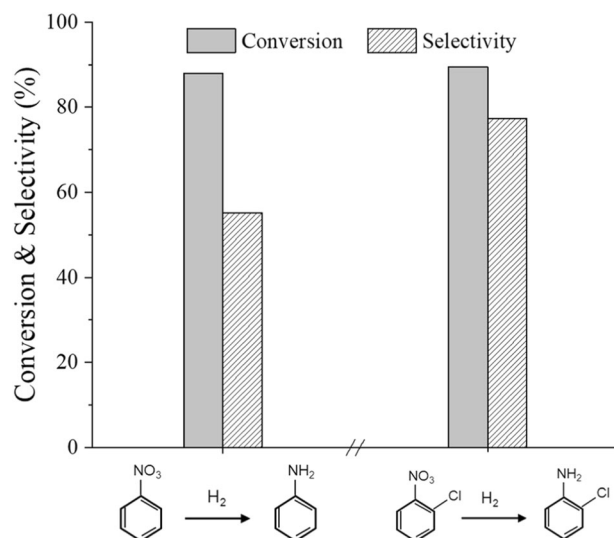 Conversion & Selectivity (%)
100
Conversion Selectivity
80
60
40
20
0
NO₃ H₂ NH₂
NO₃ Cl H₂ NH₂ Cl